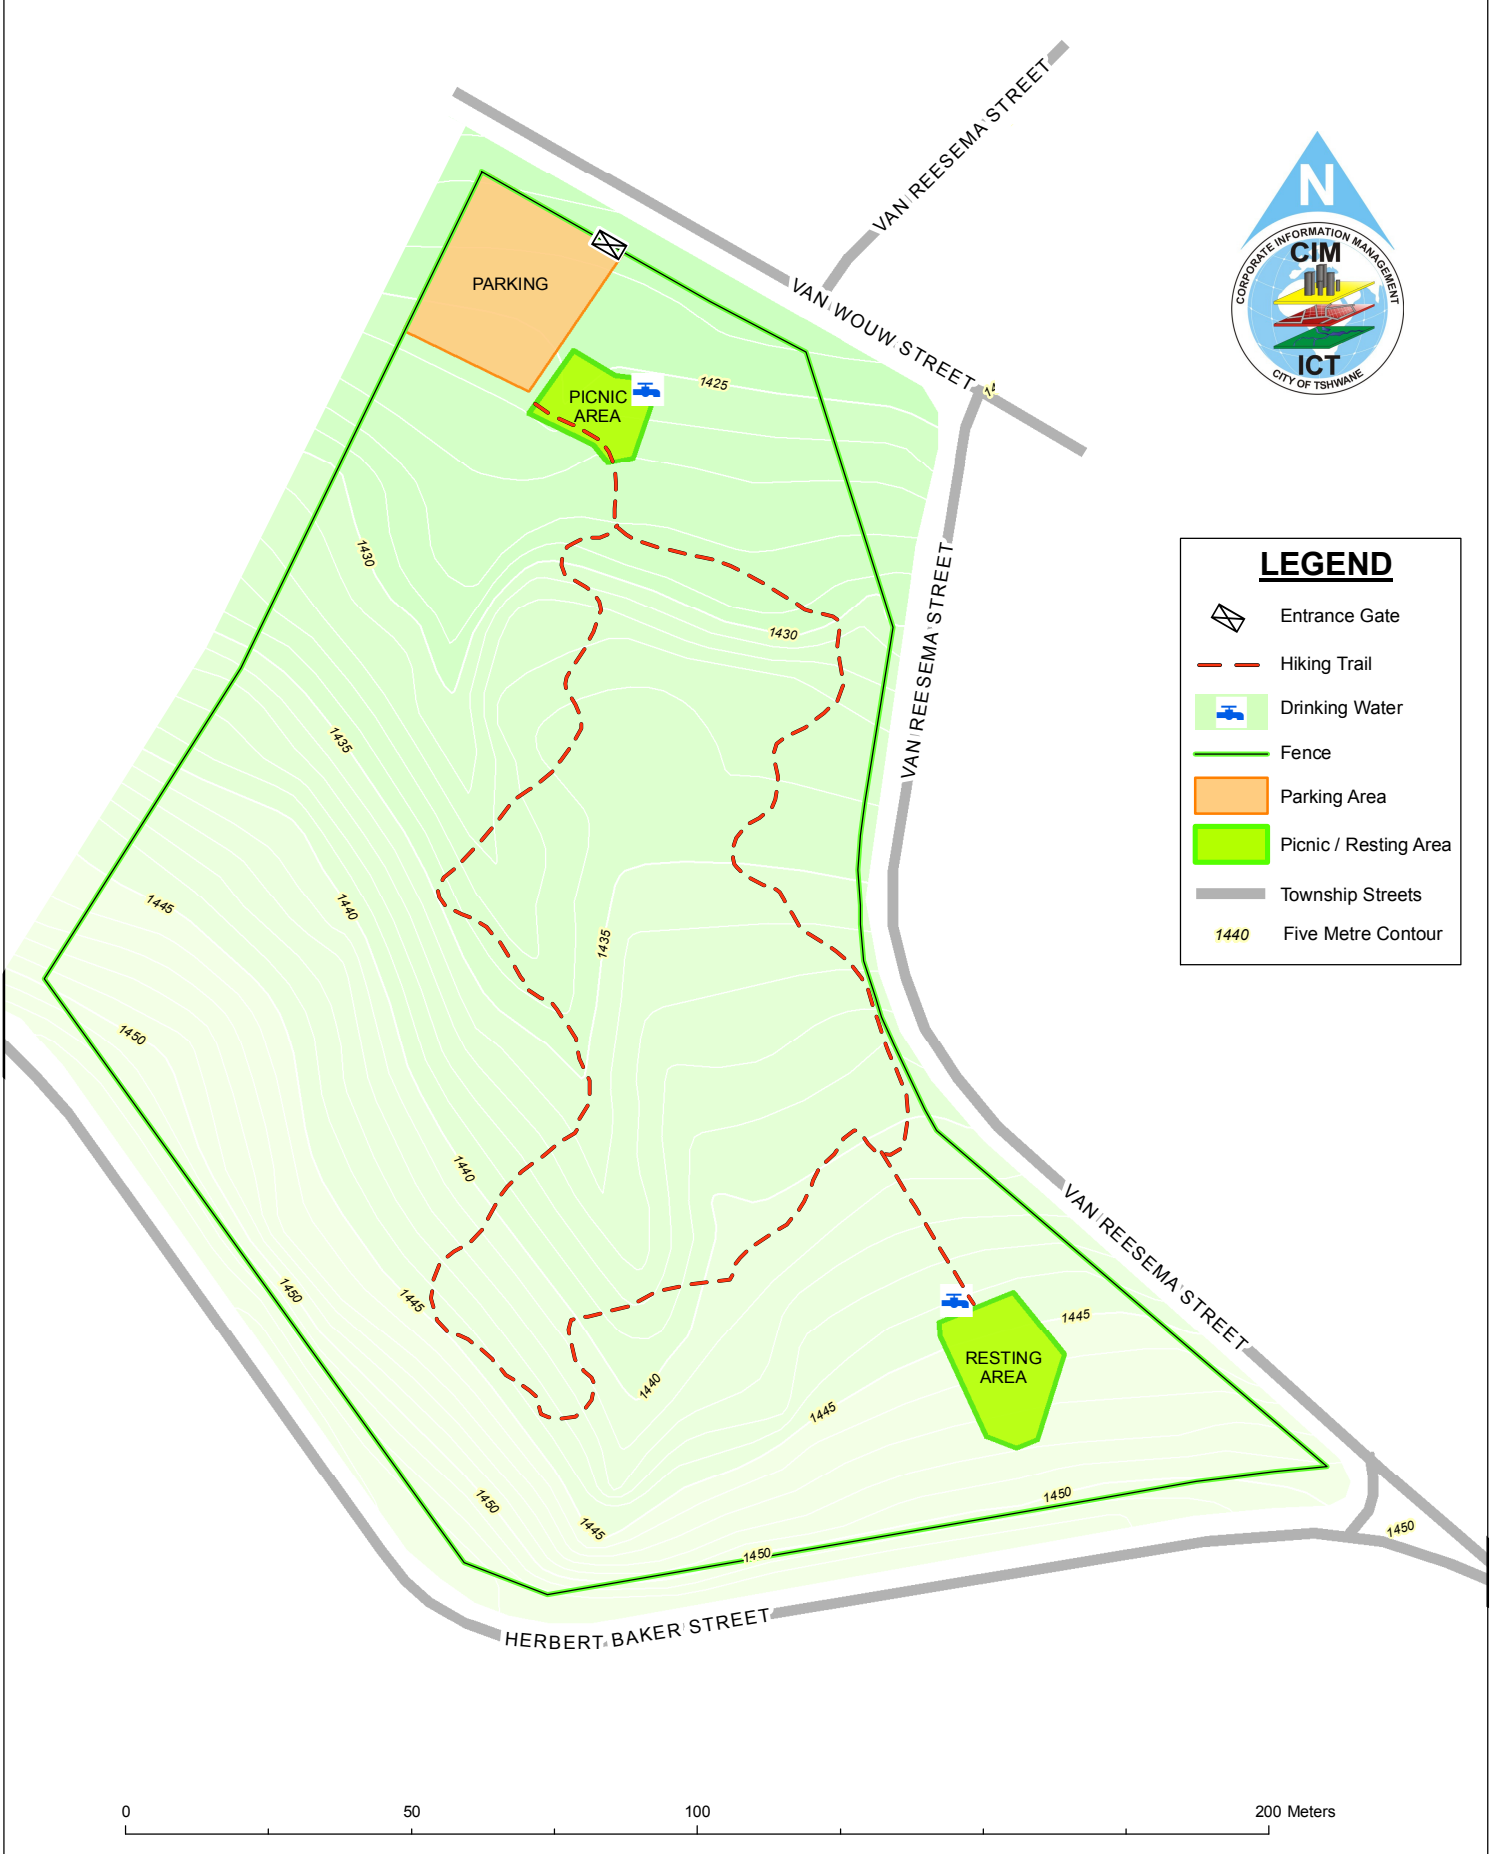 VAN REESEMA STREET
N
CORPORATE INFORMATION MANAGEMENT
CIM
ICT
CITY OF TSHWANE
PARKING
VAN WOUW STREET
1425
PICNIC
AREA
1430
VAN REESEMA STREET
LEGEND
Entrance Gate
Hiking Trail
Drinking Water
Fence
Parking Area
Picnic / Resting Area
Township Streets
1440
Five Metre Contour
1430
1435
1445
1440
1435
1450
1440
VAN REESEMA STREET
1450
1445
1445
RESTING
AREA
1440
1445
1450
1450
1445
1450
1450
HERBERT BAKER STREET
0
50
100
200 Meters